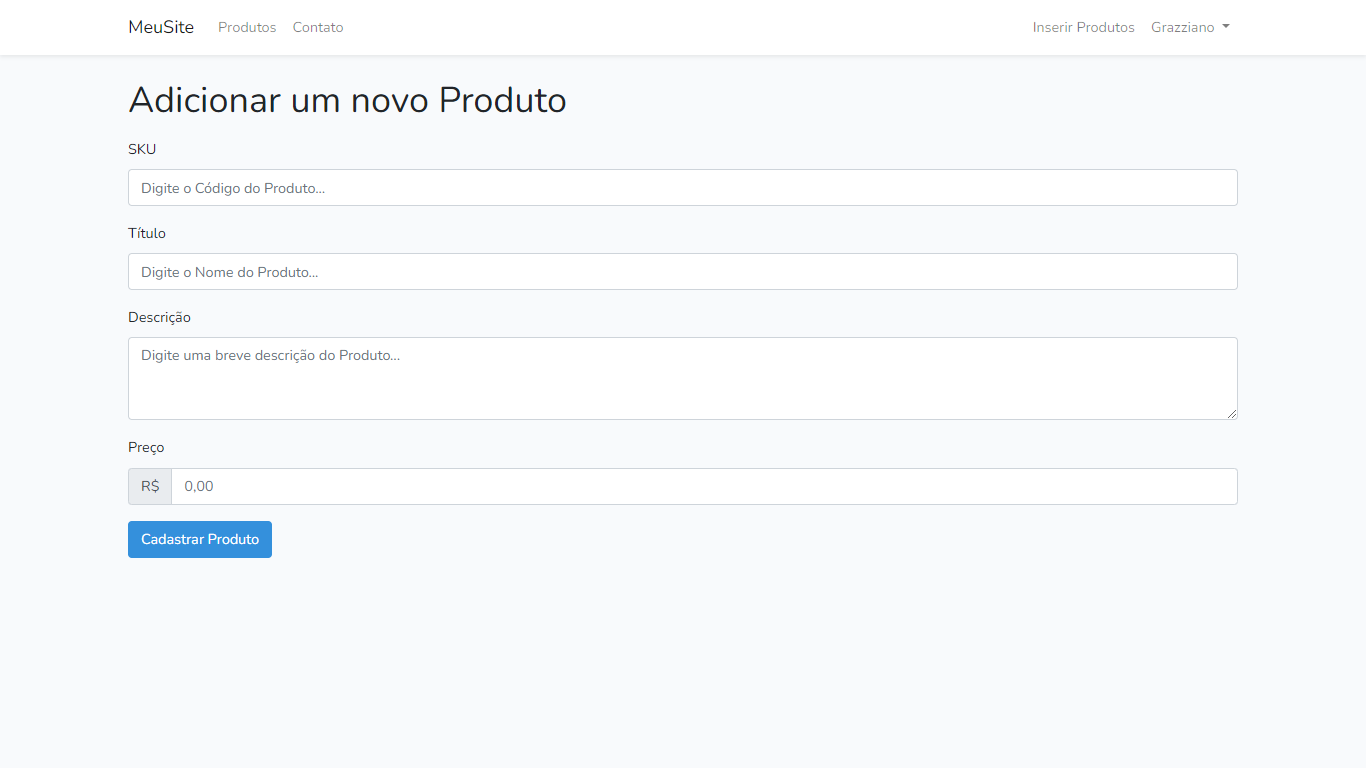 MeuSite Produtos Contato Inserir Produtos Grazziano
Adicionar um novo Produto
SKU
Digite o Código do Produto...
Título
Digite o Nome do Produto...
Descrição
Digite uma breve descrição do Produto...
Preço
R$ 0,00
Cadastrar Produto